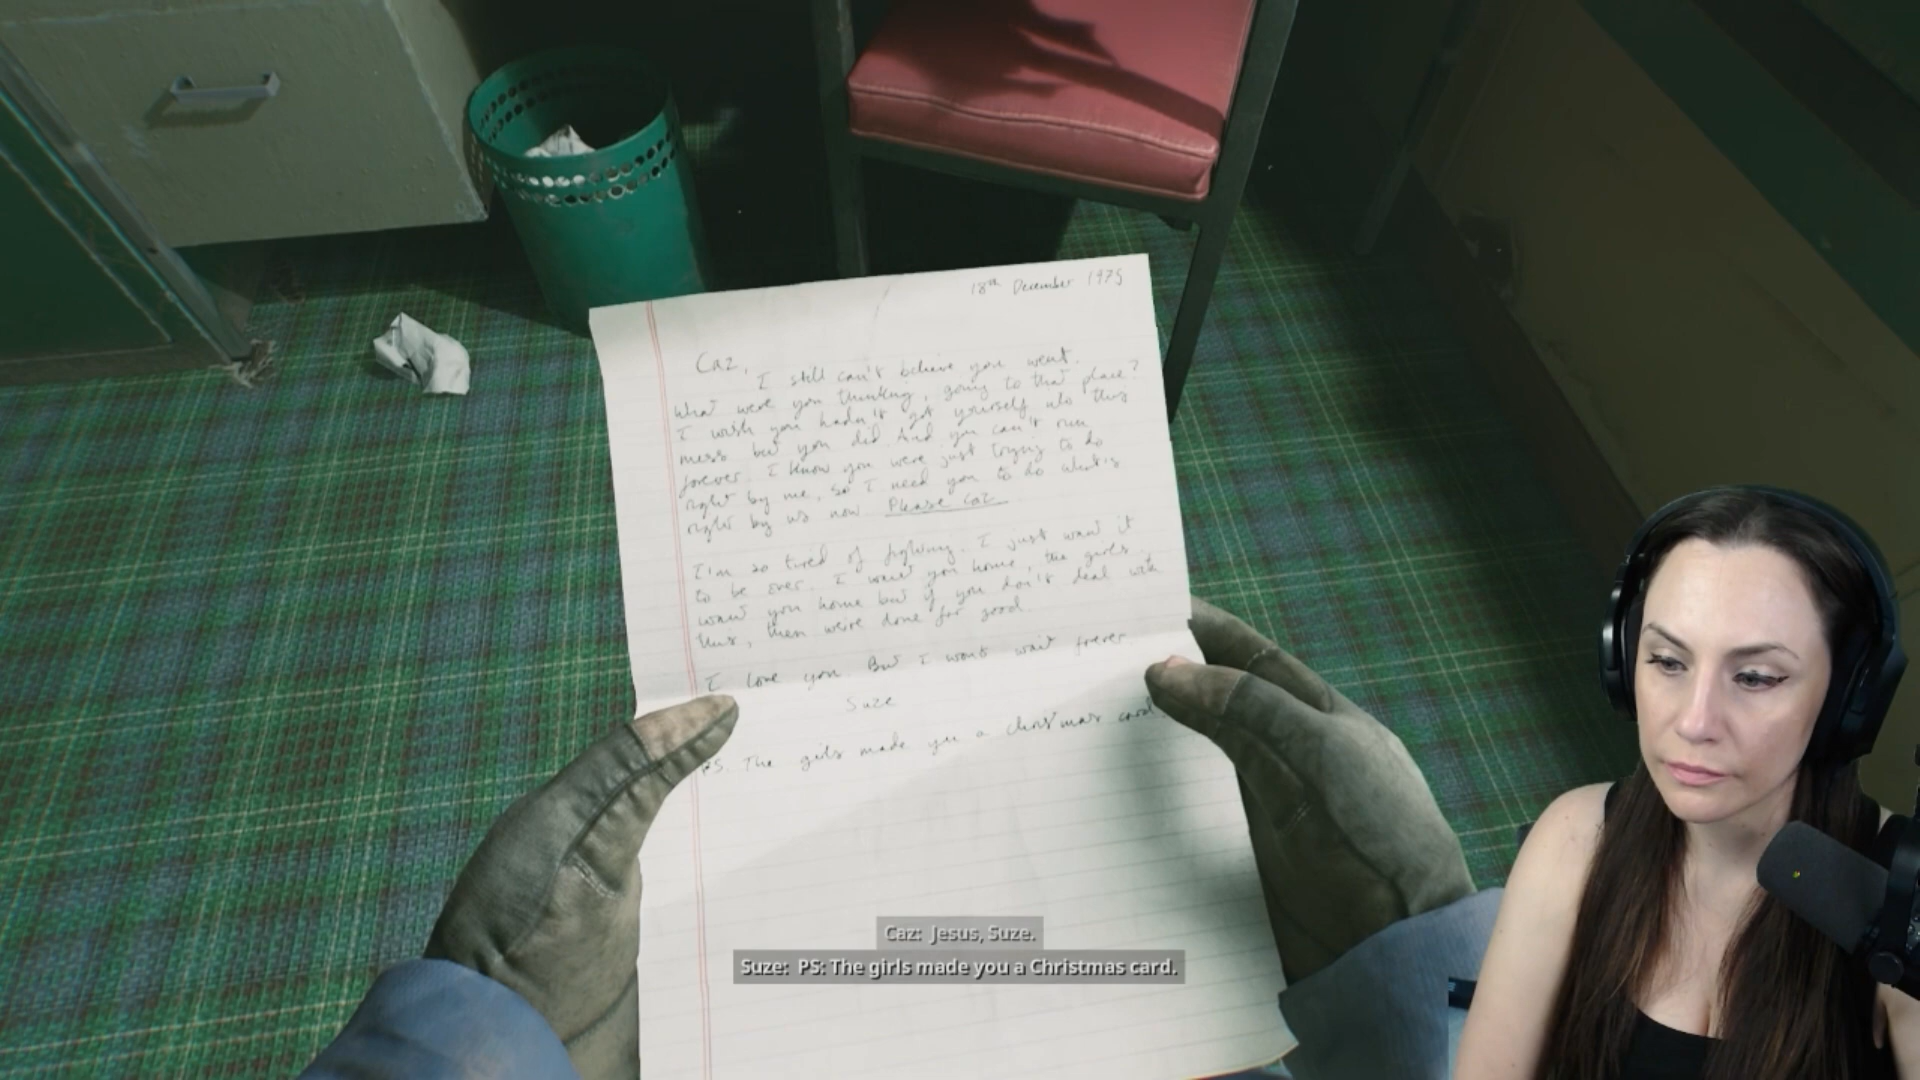 18th December 1975
Caz,
I still can't believe you went.
What were you thinking, going to that place?
I wish you hadn't got yourself into this
mess but you did. And you can't run
forever. I know you were just trying to do
right by me, so I need you to do what's
right by us now Please Caz.
I'm so tired of fighting. I just want it
to be over. I want you home, the girls
want you home but if you don't deal with
this, then we're done for good.
I love you. But I won't wait forever
Suze
PS. The girls made you a Christmas card.
Caz: Jesus, Suze.
Suze: PS: The girls made you a Christmas card.